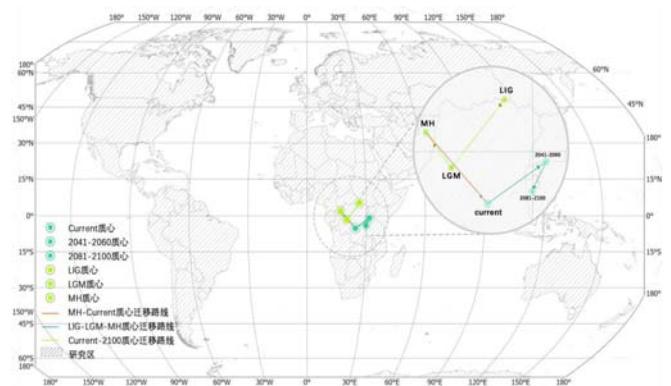 180° 150°W 120°W 90°W 60°W 30°W 0° 30°E 60°E 90°E 120°E 150°E 180°
180°
60°N
60°N
45°N
45°N
150°W
180°
30°N
15°N
0°
15°S
30°S
180°
150°W
45°S
60°S
180°
LIG
MH
LGM
2041-2060
2081-2100
current
Current质心
2041-2060质心
2081-2100质心
LIG质心
LGM质心
MH质心
MH-Current质心迁移路线
LIG-LGM-MH质心迁移路线
Current-2100质心迁移路线
研究区
180° 150°W 120°W 90°W 60°W 30°W 0° 30°E 60°E 90°E 120°E 150°E 180°